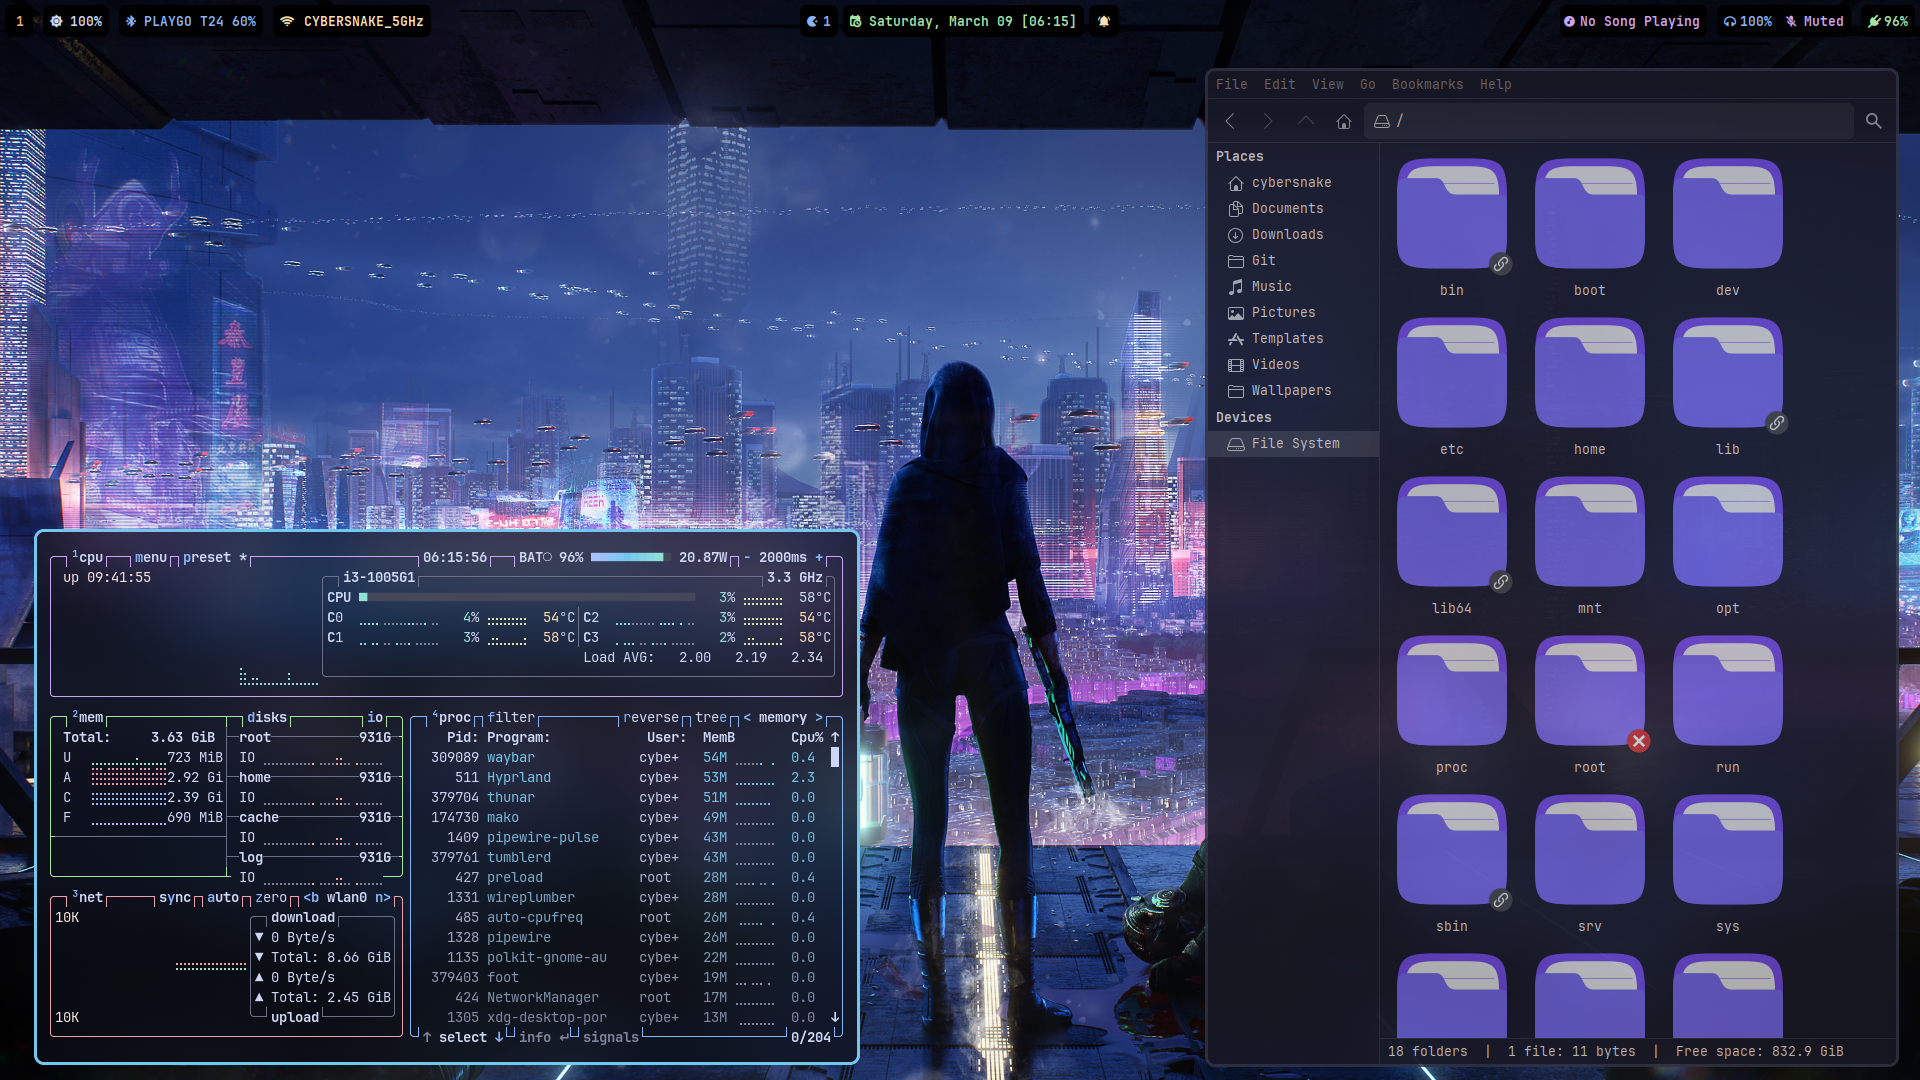 1 100% PLAYGO T24 60% CYBERSNAKE_5GHz 1 Saturday, March 09 [06:15] No Song Playing 100% Muted 96%
File Edit View Go Bookmarks Help
/
Places
cybersnake
Documents
Downloads
Git
Music
Pictures
Templates
Videos
Wallpapers
Devices
File System
bin boot dev
etc home lib
lib64 mnt opt
proc root run
sbin srv sys
18 folders | 1 file: 11 bytes | Free space: 832.9 GiB
1cpu menu preset * 06:15:56 BAT 96% 20.87W - 2000ms +
up 09:41:55 i3-1005G1 3.3 GHz
CPU 3% 58°C
C0 4% 54°C C2 3% 54°C
C1 3% 58°C C3 2% 58°C
Load AVG: 2.00 2.19 2.34
2mem disks io
Total: 3.63 GiB root 931G
U 723 MiB IO
A 2.92 Gi home 931G
C 2.39 Gi IO
F 690 MiB cache 931G
IO
log 931G
IO
3net sync auto zero <b wlan0 n>
10K download
▼ 0 Byte/s
▼ Total: 8.66 GiB
▲ 0 Byte/s
▲ Total: 2.45 GiB
10K upload
4proc filter reverse tree < memory >
Pid: Program: User: MemB Cpu% ↑
309089 waybar cybe+ 54M 0.4
511 Hyprland cybe+ 53M 2.3
379704 thunar cybe+ 51M 0.0
174730 mako cybe+ 49M 0.0
1409 pipewire-pulse cybe+ 43M 0.0
379761 tumblerd cybe+ 43M 0.0
427 preload root 28M 0.4
1331 wireplumber cybe+ 28M 0.0
485 auto-cpufreq root 26M 0.4
1328 pipewire cybe+ 26M 0.0
1135 polkit-gnome-au cybe+ 22M 0.0
379403 foot cybe+ 19M 0.0
424 NetworkManager root 17M 0.0
1305 xdg-desktop-por cybe+ 13M 0.0 ↓
↑ select ↓ info ↵ signals 0/204